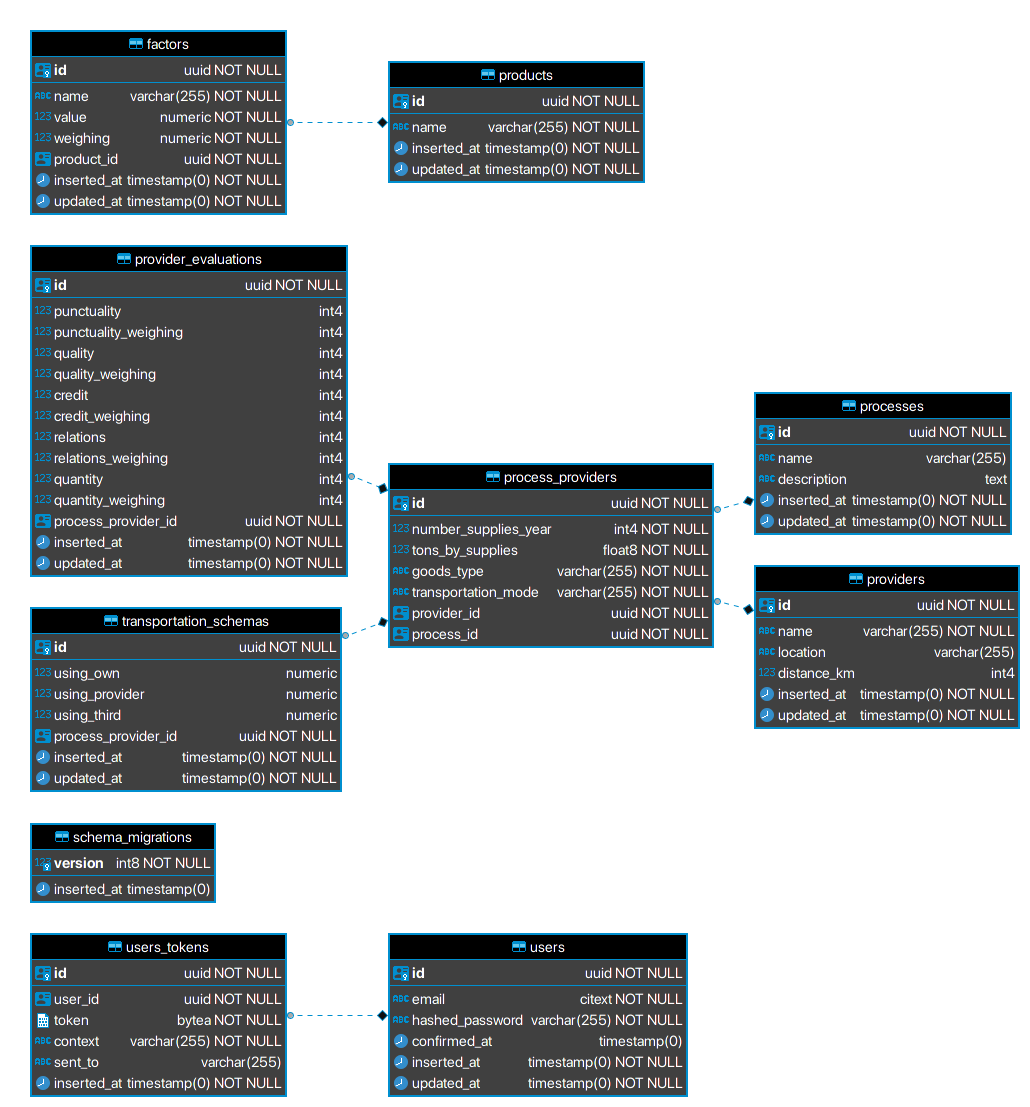 factors
id uuid NOT NULL
name varchar(255) NOT NULL
value numeric NOT NULL
weighing numeric NOT NULL
product_id uuid NOT NULL
inserted_at timestamp(0) NOT NULL
updated_at timestamp(0) NOT NULL
products
id uuid NOT NULL
name varchar(255) NOT NULL
inserted_at timestamp(0) NOT NULL
updated_at timestamp(0) NOT NULL
provider_evaluations
id uuid NOT NULL
punctuality int4
punctuality_weighing int4
quality int4
quality_weighing int4
credit int4
credit_weighing int4
relations int4
relations_weighing int4
quantity int4
quantity_weighing int4
process_provider_id uuid NOT NULL
inserted_at timestamp(0) NOT NULL
updated_at timestamp(0) NOT NULL
process_providers
id uuid NOT NULL
number_supplies_year int4 NOT NULL
tons_by_supplies float8 NOT NULL
goods_type varchar(255) NOT NULL
transportation_mode varchar(255) NOT NULL
provider_id uuid NOT NULL
process_id uuid NOT NULL
processes
id uuid NOT NULL
name varchar(255)
description text
inserted_at timestamp(0) NOT NULL
updated_at timestamp(0) NOT NULL
providers
id uuid NOT NULL
name varchar(255) NOT NULL
location varchar(255)
distance_km int4
inserted_at timestamp(0) NOT NULL
updated_at timestamp(0) NOT NULL
transportation_schemas
id uuid NOT NULL
using_own numeric
using_provider numeric
using_third numeric
process_provider_id uuid NOT NULL
inserted_at timestamp(0) NOT NULL
updated_at timestamp(0) NOT NULL
schema_migrations
version int8 NOT NULL
inserted_at timestamp(0)
users_tokens
id uuid NOT NULL
user_id uuid NOT NULL
token bytea NOT NULL
context varchar(255) NOT NULL
sent_to varchar(255)
inserted_at timestamp(0) NOT NULL
users
id uuid NOT NULL
email citext NOT NULL
hashed_password varchar(255) NOT NULL
confirmed_at timestamp(0)
inserted_at timestamp(0) NOT NULL
updated_at timestamp(0) NOT NULL